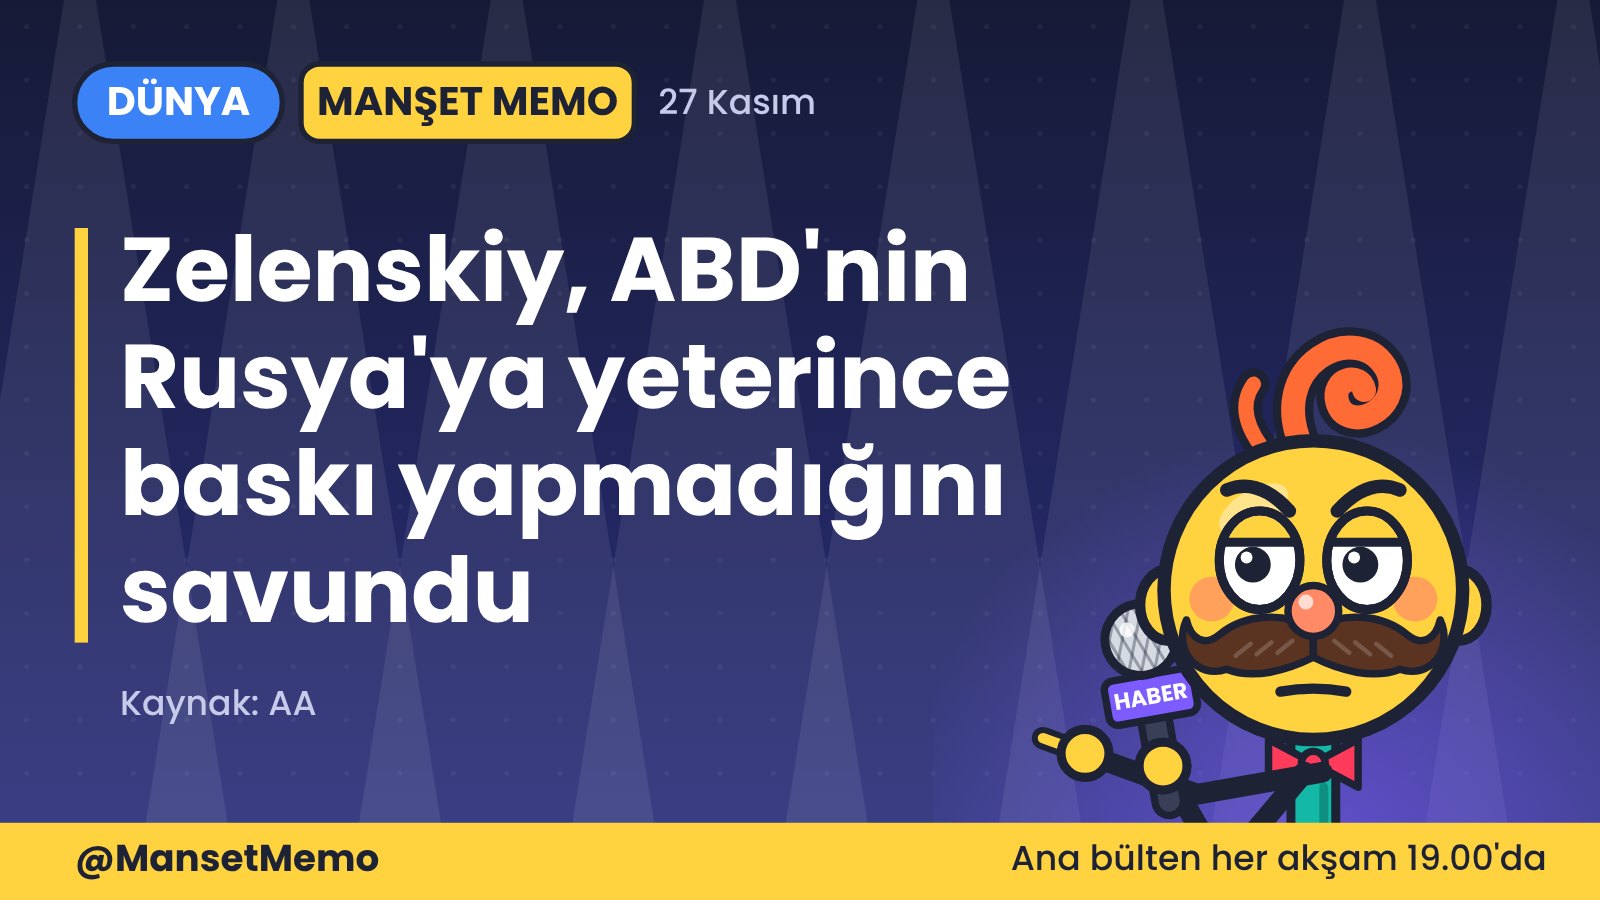 DÜNYA MANŞET MEMO 27 Kasım
Zelenskiy, ABD'nin
Rusya'ya yeterince
baskı yapmadığını
savundu
Kaynak: AA
HABER
@MansetMemo Ana bülten her akşam 19.00'da